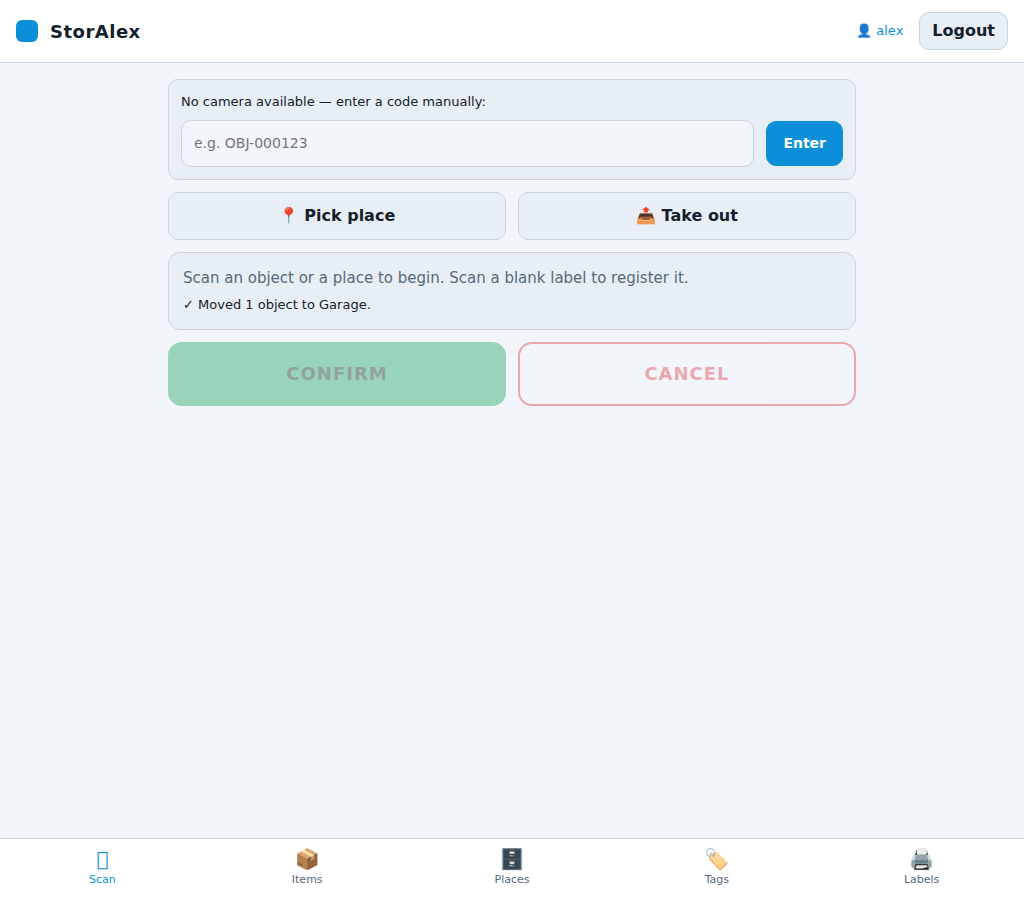 StorAlex
👤 alex
Logout
No camera available — enter a code manually:
e.g. OBJ-000123
Enter
📍 Pick place
📤 Take out
Scan an object or a place to begin. Scan a blank label to register it.
✓ Moved 1 object to Garage.
CONFIRM
CANCEL
Scan
Items
Places
Tags
Labels